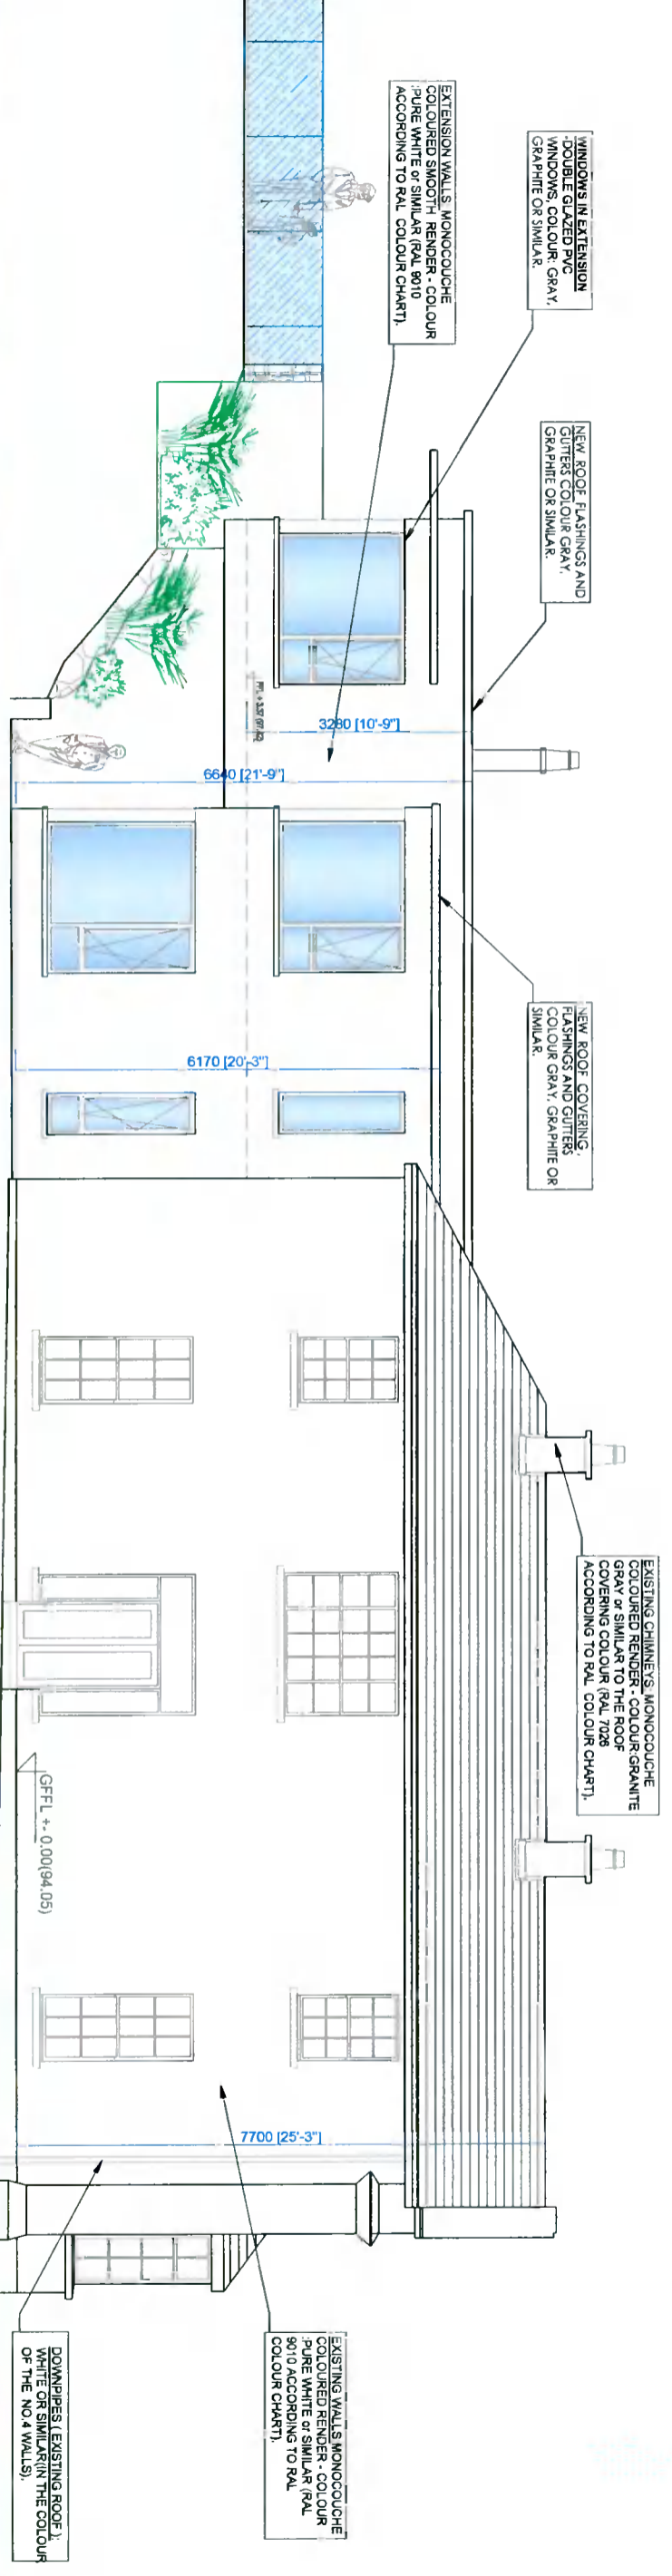 WINDOWS IN EXTENSION
-DOUBLE GLAZED PVC
WINDOWS, COLOUR: GRAY,
GRAPHITE OR SIMILAR.
EXTENSION WALLS: MONOCOUCHE
COLOURED SMOOTH RENDER - COLOUR
:PURE WHITE or SIMILAR (RAL 9010
ACCORDING TO RAL COLOUR CHART).
NEW ROOF FLASHINGS AND
GUTTERS COLOUR GRAY,
GRAPHITE OR SIMILAR.
NEW ROOF COVERING,
FLASHINGS AND GUTTERS
COLOUR GRAY, GRAPHITE OR
SIMILAR.
EXISTING CHIMNEYS: MONOCOUCHE
COLOURED RENDER - COLOUR:GRANITE
GRAY or SIMILAR TO THE ROOF
COVERING COLOUR (RAL 7026
ACCORDING TO RAL COLOUR CHART).
3280 [10'-9"]
6640 [21'-9"]
6170 [20'-3"]
GFFL +- 0.00(94.05)
7700 [25'-3"]
EXISTING WALLS MONOCOUCHE
COLOURED RENDER - COLOUR
:PURE WHITE or SIMILAR (RAL
9010 ACCORDING TO RAL
COLOUR CHART).
DOWNPIPES ( EXISTING ROOF ):
WHITE OR SIMILAR(IN THE COLOUR
OF THE NO.4 WALLS).